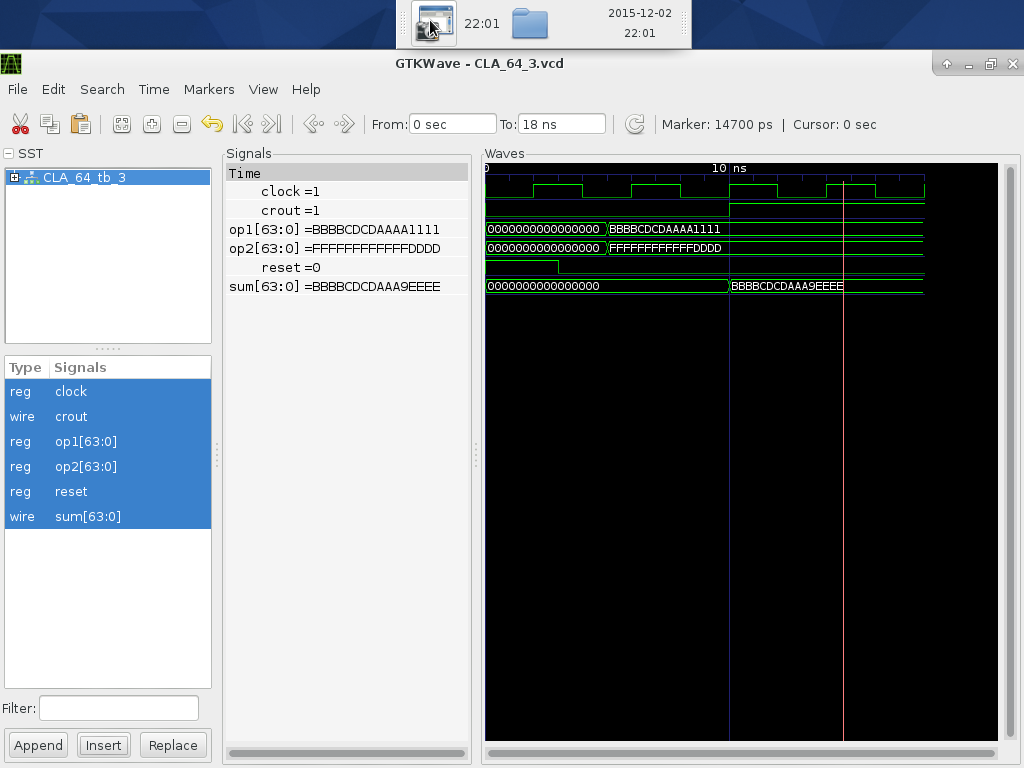 22:01
2015-12-02
22:01
GTKWave - CLA_64_3.vcd
File Edit Search Time Markers View Help
From: 0 sec To: 18 ns Marker: 14700 ps | Cursor: 0 sec
SST
CLA_64_tb_3
Type Signals
reg clock
wire crout
reg op1[63:0]
reg op2[63:0]
reg reset
wire sum[63:0]
Filter:
Append Insert Replace
Signals
Time
clock =1
crout =1
op1[63:0] =BBBBCDCDAAAA1111
op2[63:0] =FFFFFFFFFFFFDDDD
reset =0
sum[63:0] =BBBBCDCDAAA9EEEE
Waves
0 10 ns
0000000000000000 BBBBCDCDAAAA1111
0000000000000000 FFFFFFFFFFFFDDDD
0000000000000000 BBBBCDCDAAA9EEEE